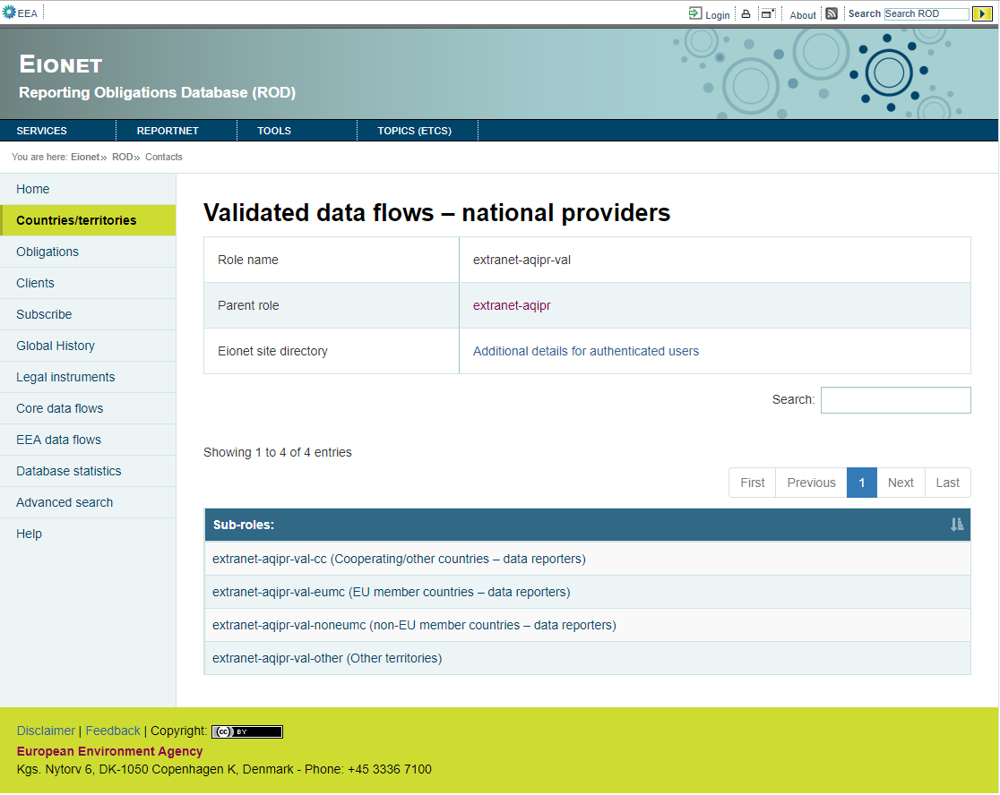 EEA
Login
About
Search Search ROD
EIONET
Reporting Obligations Database (ROD)
SERVICES REPORTNET TOOLS TOPICS (ETCS)
You are here: Eionet» ROD» Contacts
Home
Countries/territories
Obligations
Clients
Subscribe
Global History
Legal instruments
Core data flows
EEA data flows
Database statistics
Advanced search
Help
Validated data flows – national providers
Role name extranet-aqipr-val
Parent role extranet-aqipr
Eionet site directory Additional details for authenticated users
Search:
Showing 1 to 4 of 4 entries
First Previous 1 Next Last
Sub-roles:
extranet-aqipr-val-cc (Cooperating/other countries – data reporters)
extranet-aqipr-val-eumc (EU member countries – data reporters)
extranet-aqipr-val-noneumc (non-EU member countries – data reporters)
extranet-aqipr-val-other (Other territories)
Disclaimer | Feedback | Copyright: (cc) BY
European Environment Agency
Kgs. Nytorv 6, DK-1050 Copenhagen K, Denmark - Phone: +45 3336 7100